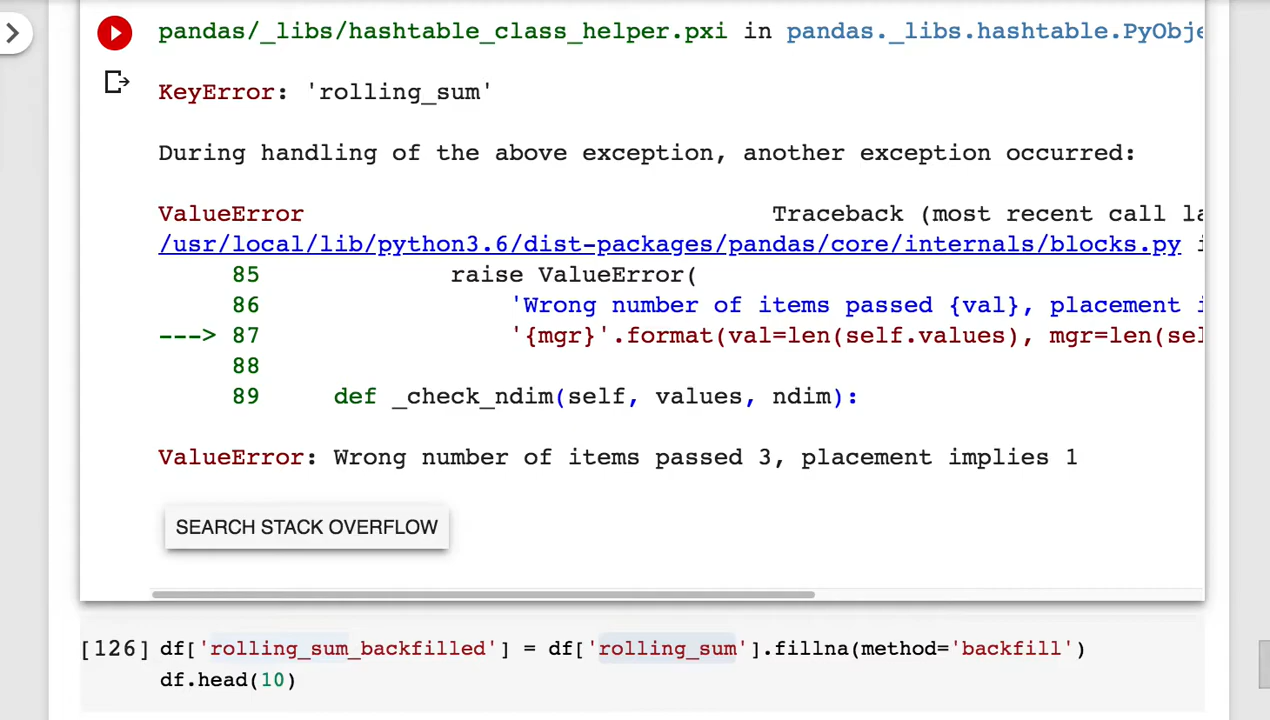 pandas/_libs/hashtable_class_helper.pxi in pandas._libs.hashtable.PyObje
KeyError: 'rolling_sum'
During handling of the above exception, another exception occurred:
ValueError Traceback (most recent call la
/usr/local/lib/python3.6/dist-packages/pandas/core/internals/blocks.py i
85 raise ValueError(
86 'Wrong number of items passed {val}, placement i
---> 87 '{mgr}'.format(val=len(self.values), mgr=len(sel
88
89 def _check_ndim(self, values, ndim):
ValueError: Wrong number of items passed 3, placement implies 1
SEARCH STACK OVERFLOW
[126] df['rolling_sum_backfilled'] = df['rolling_sum'].fillna(method='backfill')
df.head(10)